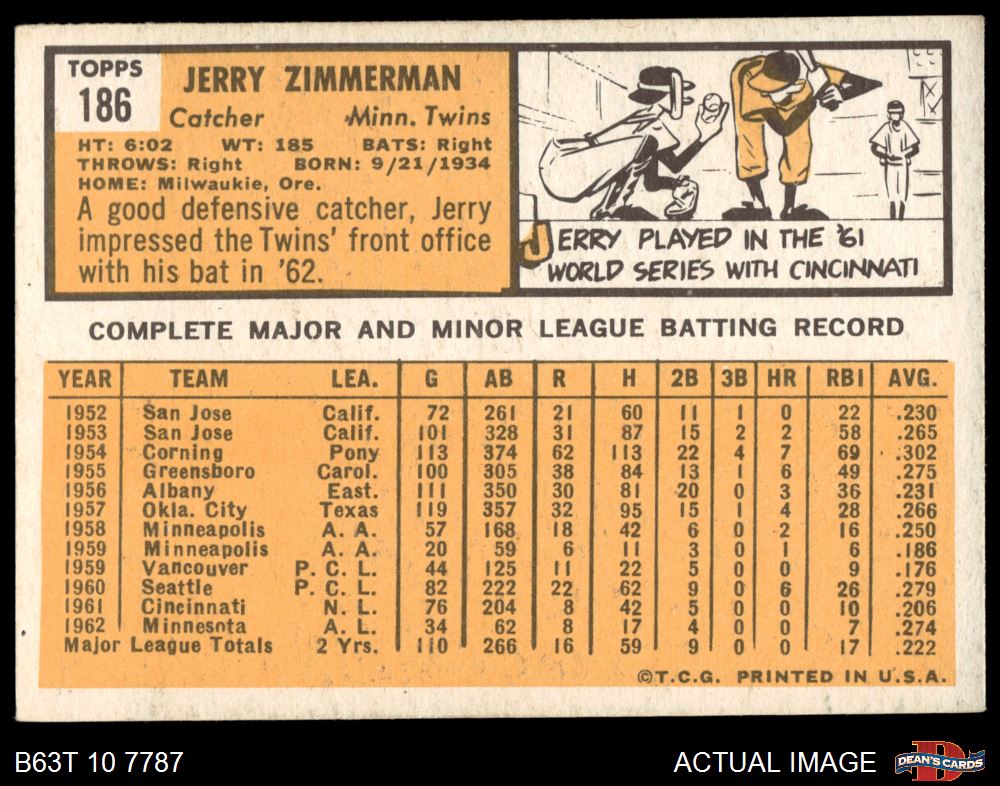 TOPPS
186
JERRY ZIMMERMAN
Catcher Minn. Twins
HT: 6:02 WT: 185 BATS: Right
THROWS: Right BORN: 9/21/1934
HOME: Milwaukie, Ore.
A good defensive catcher, Jerry
impressed the Twins' front office
with his bat in '62.
JERRY PLAYED IN THE '61
WORLD SERIES WITH CINCINNATI
COMPLETE MAJOR AND MINOR LEAGUE BATTING RECORD
YEAR TEAM LEA. G AB R H 2B 3B HR RBI AVG.
1952 San Jose Calif. 72 261 21 60 11 1 0 22 .230
1953 San Jose Calif. 101 328 31 87 15 2 2 58 .265
1954 Corning Pony 113 374 62 113 22 4 7 69 .302
1955 Greensboro Carol. 100 305 38 84 13 1 6 49 .275
1956 Albany East. 111 350 30 81 20 0 3 36 .231
1957 Okla. City Texas 119 357 32 95 15 1 4 28 .266
1958 Minneapolis A. A. 57 168 18 42 6 0 2 16 .250
1959 Minneapolis A. A. 20 59 6 11 3 0 1 6 .186
1959 Vancouver P. C. L. 44 125 11 22 5 0 0 9 .176
1960 Seattle P. C. L. 82 222 22 62 9 0 6 26 .279
1961 Cincinnati N. L. 76 204 8 42 5 0 0 10 .206
1962 Minnesota A. L. 34 62 8 17 4 0 0 7 .274
Major League Totals 2 Yrs. 110 266 16 59 9 0 0 17 .222
©T.C.G. PRINTED IN U.S.A.
B63T 10 7787 ACTUAL IMAGE DEAN'S CARDS